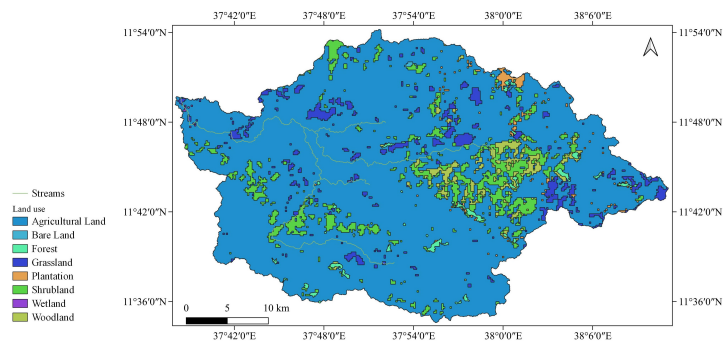 37°42'0"E 37°48'0"E 37°54'0"E 38°0'0"E 38°6'0"E
11°54'0"N 11°54'0"N
11°48'0"N 11°48'0"N
11°42'0"N 11°42'0"N
11°36'0"N 11°36'0"N
Streams
Land use
Agricultural Land
Bare Land
Forest
Grassland
Plantation
Shrubland
Wetland
Woodland
0 5 10 km
37°42'0"E 37°48'0"E 37°54'0"E 38°0'0"E 38°6'0"E